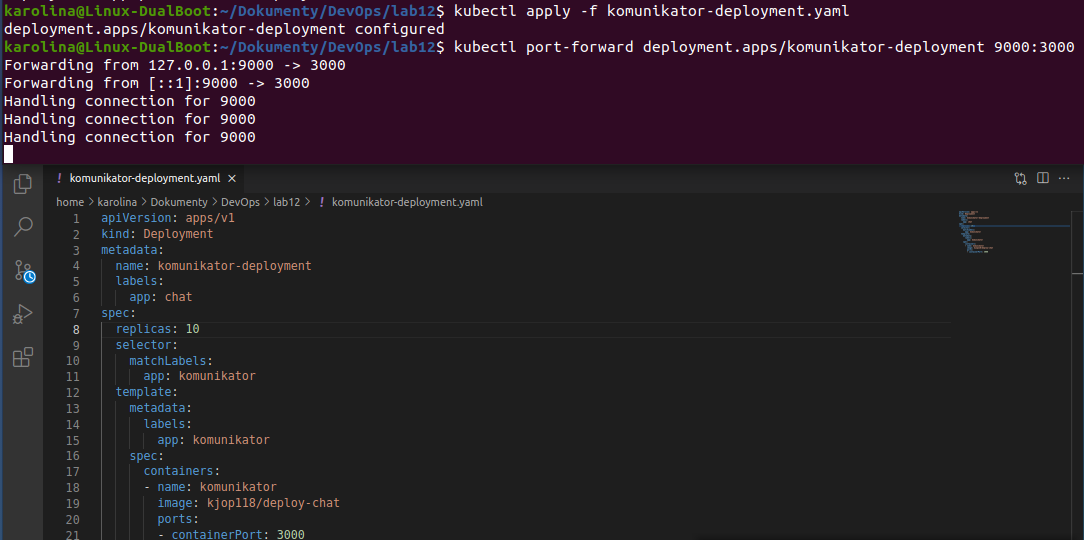 karolina@Linux-DualBoot:~/Dokumenty/DevOps/lab12$ kubectl apply -f komunikator-deployment.yaml
deployment.apps/komunikator-deployment configured
karolina@Linux-DualBoot:~/Dokumenty/DevOps/lab12$ kubectl port-forward deployment.apps/komunikator-deployment 9000:3000
Forwarding from 127.0.0.1:9000 -> 3000
Forwarding from [::1]:9000 -> 3000
Handling connection for 9000
Handling connection for 9000
Handling connection for 9000
! komunikator-deployment.yaml ×
home > karolina > Dokumenty > DevOps > lab12 > ! komunikator-deployment.yaml
1 apiVersion: apps/v1
2 kind: Deployment
3 metadata:
4   name: komunikator-deployment
5   labels:
6     app: chat
7 spec:
8   replicas: 10
9   selector:
10     matchLabels:
11       app: komunikator
12   template:
13     metadata:
14       labels:
15         app: komunikator
16     spec:
17       containers:
18       - name: komunikator
19         image: kjop118/deploy-chat
20         ports:
21         - containerPort: 3000